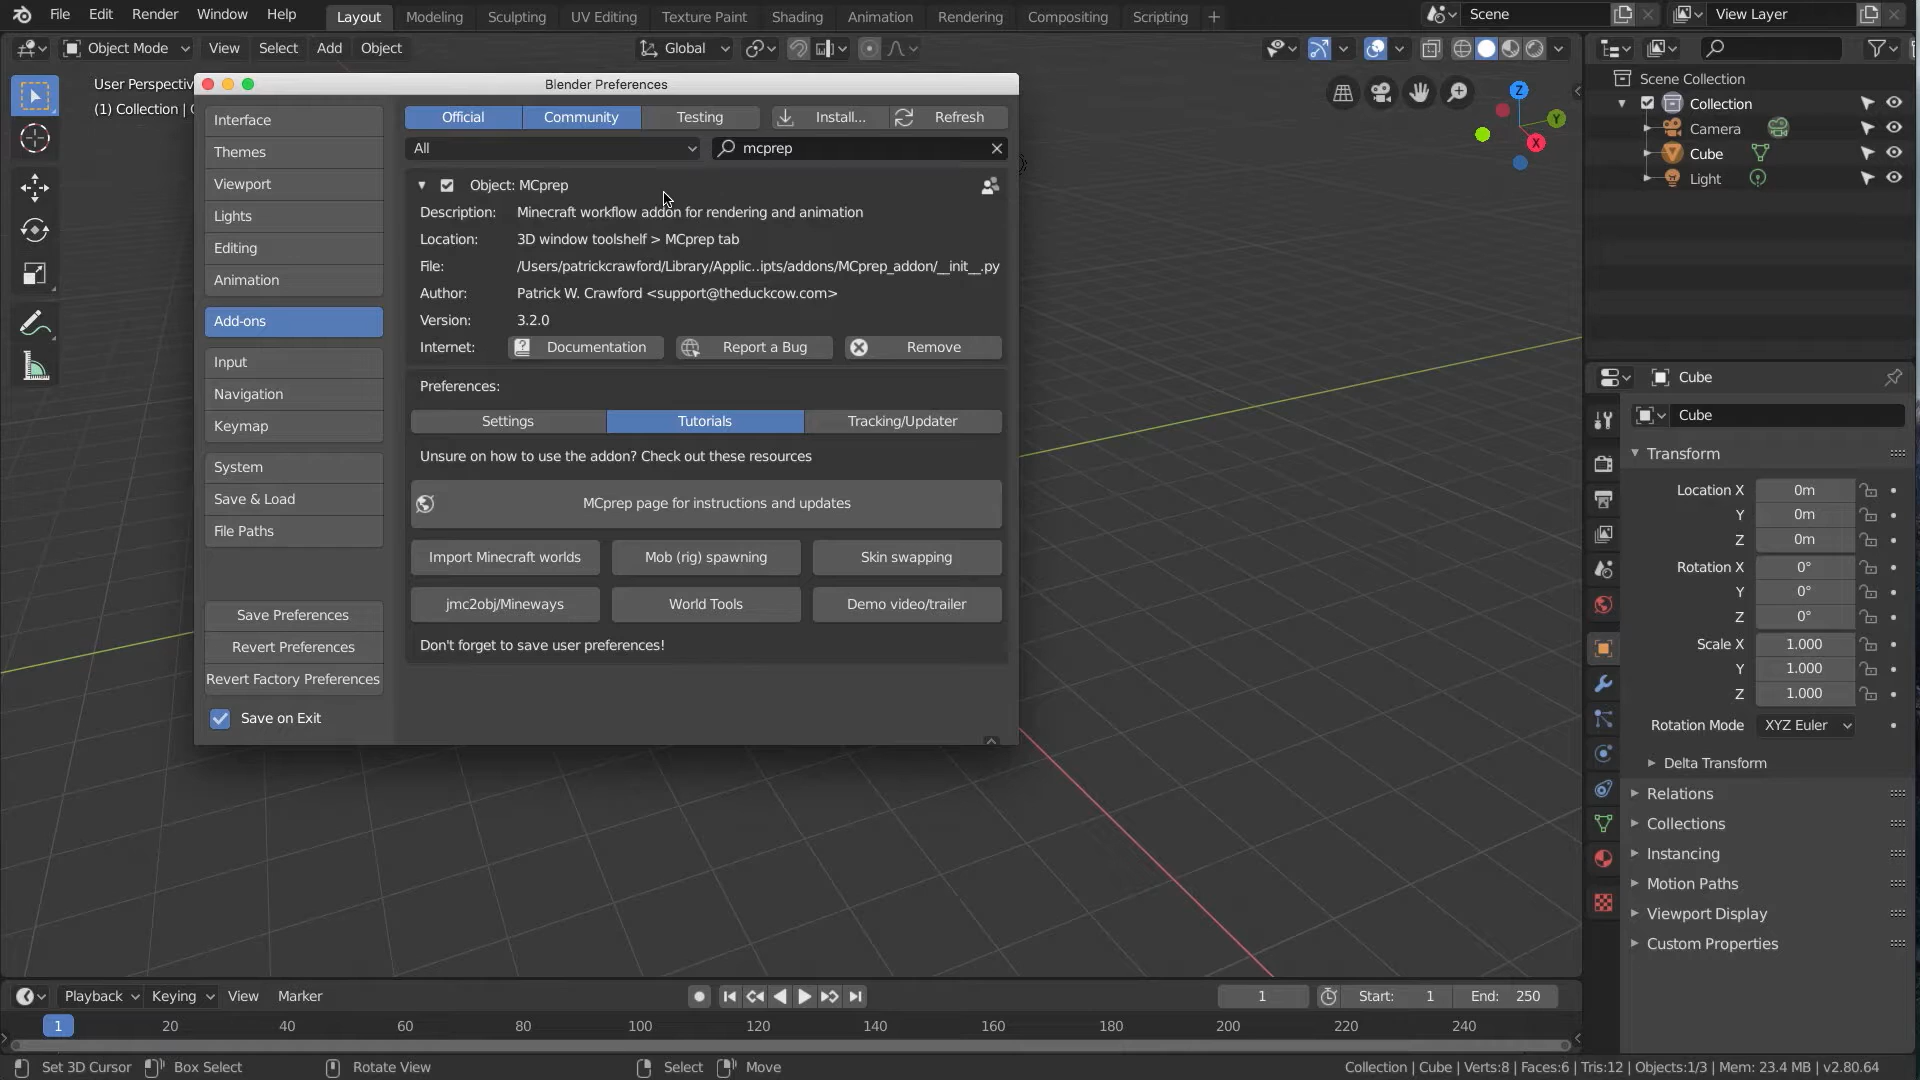 File Edit Render Window Help Layout Modeling Sculpting UV Editing Texture Paint Shading Animation Rendering Compositing Scripting + Scene View Layer
Object Mode View Select Add Object Global
User Perspectiv
(1) Collection |
Blender Preferences
Interface
Themes
Viewport
Lights
Editing
Animation
Add-ons
Input
Navigation
Keymap
System
Save & Load
File Paths
Save Preferences
Revert Preferences
Revert Factory Preferences
Save on Exit
Official Community Testing Install... Refresh
All mcprep
Object: MCprep
Description: Minecraft workflow addon for rendering and animation
Location: 3D window toolshelf > MCprep tab
File: /Users/patrickcrawford/Library/Applic..ipts/addons/MCprep_addon/__init__.py
Author: Patrick W. Crawford <support@theduckcow.com>
Version: 3.2.0
Internet: Documentation Report a Bug Remove
Preferences:
Settings Tutorials Tracking/Updater
Unsure on how to use the addon? Check out these resources
MCprep page for instructions and updates
Import Minecraft worlds Mob (rig) spawning Skin swapping
jmc2obj/Mineways World Tools Demo video/trailer
Don't forget to save user preferences!
Z
Y
X
Scene Collection
Collection
Camera
Cube
Light
Cube
Cube
Transform
Location X 0m
Y 0m
Z 0m
Rotation X 0°
Y 0°
Z 0°
Scale X 1.000
Y 1.000
Z 1.000
Rotation Mode XYZ Euler
Delta Transform
Relations
Collections
Instancing
Motion Paths
Viewport Display
Custom Properties
Playback Keying View Marker 1 Start: 1 End: 250
1 20 40 60 80 100 120 140 160 180 200 220 240
Set 3D Cursor Box Select Rotate View Select Move Collection | Cube | Verts:8 | Faces:6 | Tris:12 | Objects:1/3 | Mem: 23.4 MB | v2.80.64